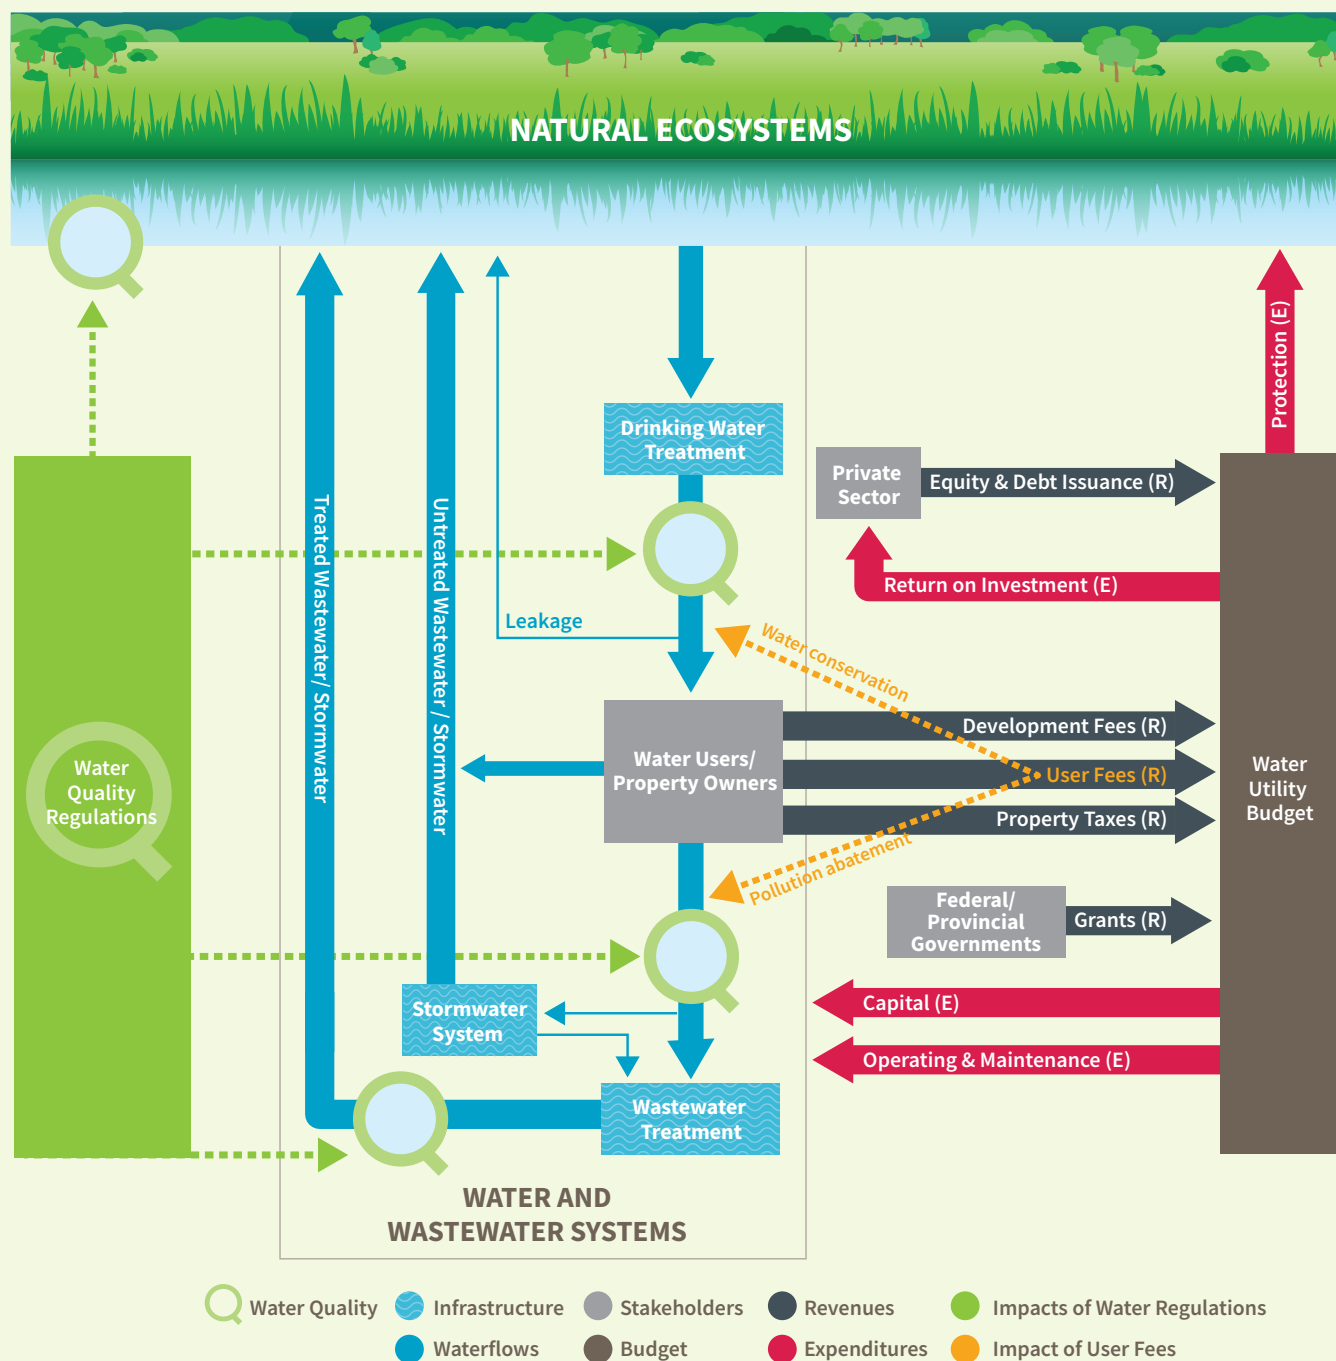 NATURAL ECOSYSTEMS
Protection (E)
Drinking Water
Treatment
Private
Sector
Equity & Debt Issuance (R)
Return on Investment (E)
Treated Wastewater/ Stormwater
Untreated Wastewater / Stormwater
Leakage
Water conservation
Development Fees (R)
Water Users/
Property Owners
User Fees (R)
Property Taxes (R)
Water
Utility
Budget
Water
Quality
Regulations
Pollution abatement
Federal/
Provincial
Governments
Grants (R)
Capital (E)
Stormwater
System
Operating & Maintenance (E)
Wastewater
Treatment
WATER AND
WASTEWATER SYSTEMS
Water Quality
Infrastructure
Stakeholders
Revenues
Impacts of Water Regulations
Waterflows
Budget
Expenditures
Impact of User Fees